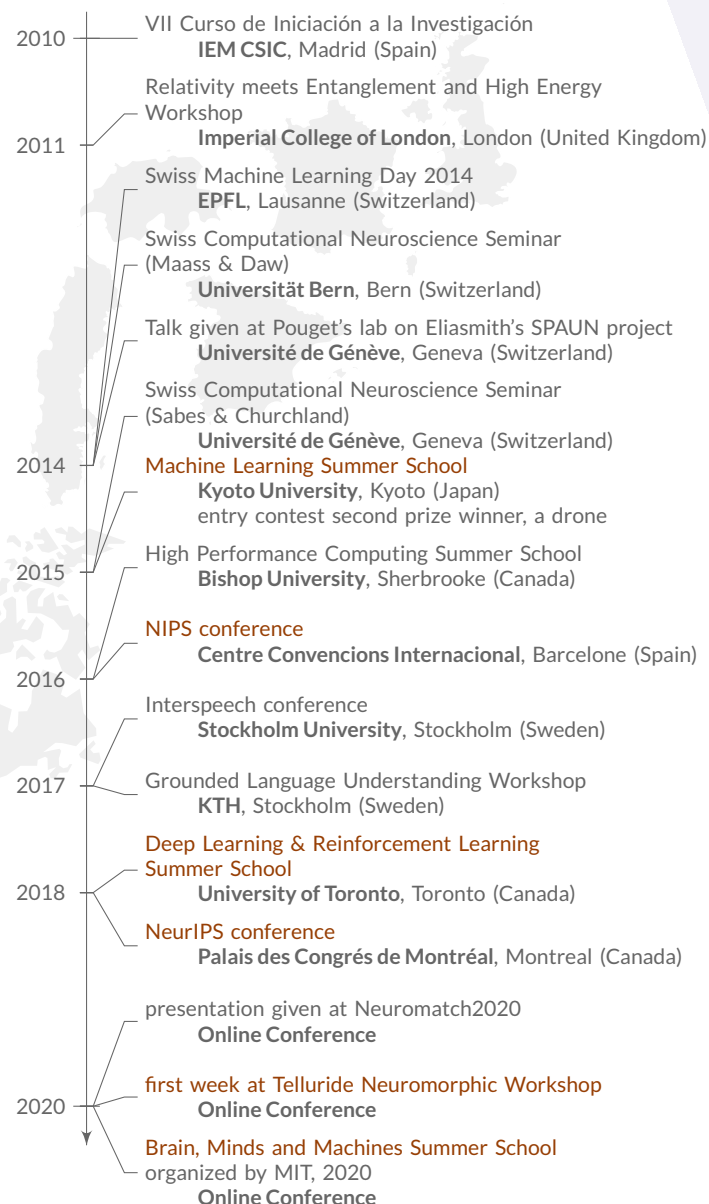 VII Curso de Iniciación a la Investigación
2010
IEM CSIC, Madrid (Spain)
Relativity meets Entanglement and High Energy
Workshop
2011
Imperial College of London, London (United Kingdom)
Swiss Machine Learning Day 2014
EPFL, Lausanne (Switzerland)
Swiss Computational Neuroscience Seminar
(Maass & Daw)
Universität Bern, Bern (Switzerland)
Talk given at Pouget's lab on Eliasmith's SPAUN project
Université de Génève, Geneva (Switzerland)
Swiss Computational Neuroscience Seminar
(Sabes & Churchland)
Université de Génève, Geneva (Switzerland)
2014
Machine Learning Summer School
Kyoto University, Kyoto (Japan)
entry contest second prize winner, a drone
High Performance Computing Summer School
2015
Bishop University, Sherbrooke (Canada)
NIPS conference
Centre Convencions Internacional, Barcelone (Spain)
2016
Interspeech conference
Stockholm University, Stockholm (Sweden)
2017
Grounded Language Understanding Workshop
KTH, Stockholm (Sweden)
Deep Learning & Reinforcement Learning
Summer School
2018
University of Toronto, Toronto (Canada)
NeurIPS conference
Palais des Congrés de Montréal, Montreal (Canada)
presentation given at Neuromatch2020
Online Conference
first week at Telluride Neuromorphic Workshop
2020
Online Conference
Brain, Minds and Machines Summer School
organized by MIT, 2020
Online Conference